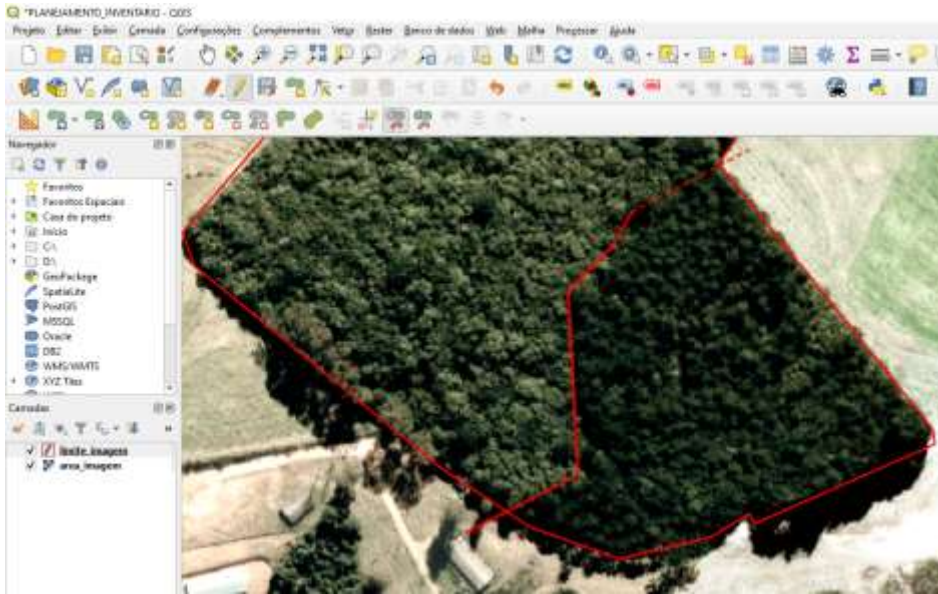 *PLANEJAMENTO_INVENTARIO - QGIS
Projeto Editar Exibir Camada Configurações Complementos Vetor Raster Banco de dados Web Malha Processar Ajuda
Navegador
Favoritos
Favoritos Espaciais
Casa do projeto
Início
C:\
D:\
GeoPackage
SpatiaLite
PostGIS
MSSQL
Oracle
DB2
WMS/WMTS
XYZ Tiles
Camadas
limite_imagem
area_imagem